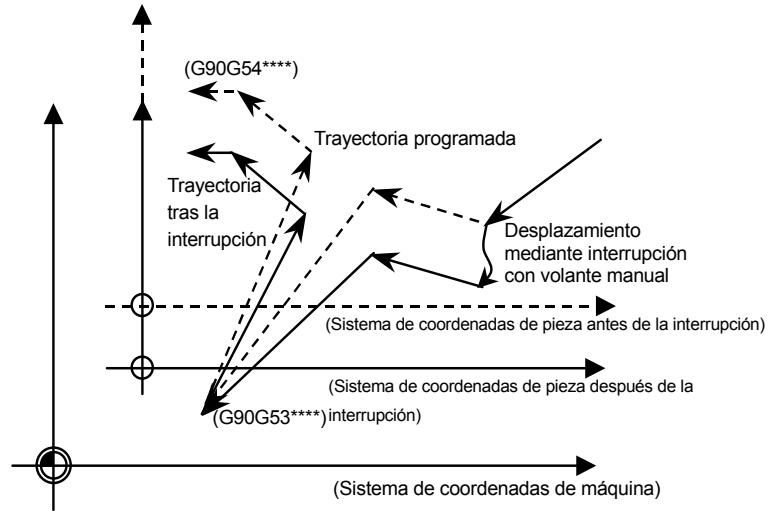 (G90G54****)
Trayectoria programada
Trayectoria
tras la
interrupción
Desplazamiento
mediante interrupción
con volante manual
(Sistema de coordenadas de pieza antes de la interrupción)
(Sistema de coordenadas de pieza después de la
(G90G53****) interrupción)
(Sistema de coordenadas de máquina)